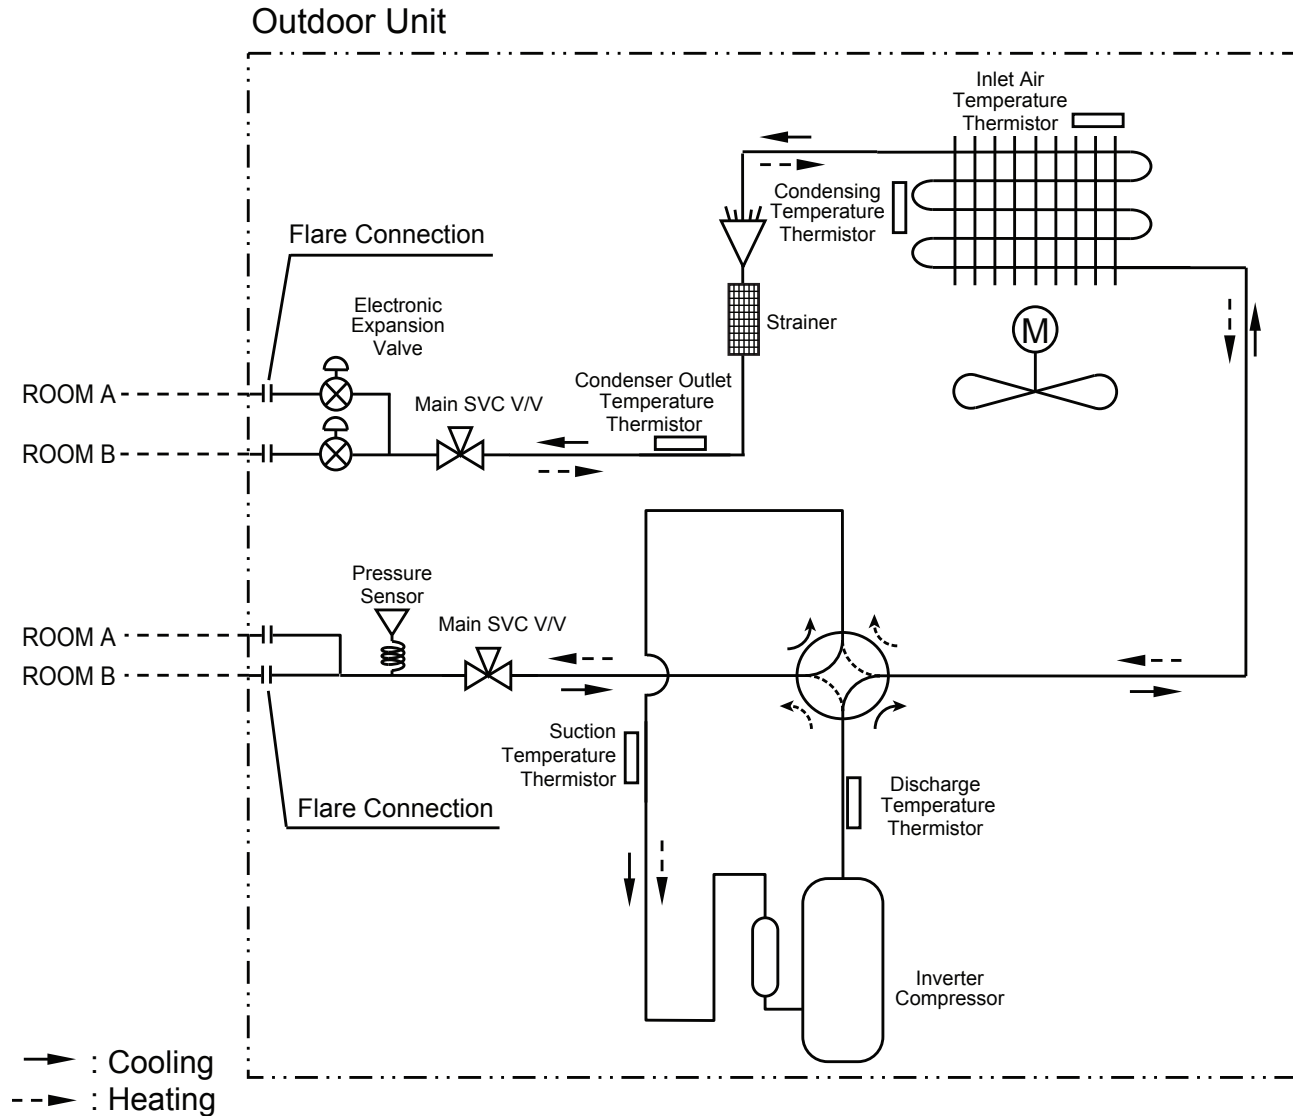 Outdoor Unit
Inlet Air
Temperature
Thermistor
Condensing
Temperature
Thermistor
Flare Connection
Electronic
Expansion
Valve
Strainer
M
ROOM A
Condenser Outlet
Temperature
Thermistor
Main SVC V/V
ROOM B
Pressure
Sensor
Main SVC V/V
ROOM A
ROOM B
Suction
Temperature
Thermistor
Discharge
Temperature
Thermistor
Flare Connection
Inverter
Compressor
: Cooling
: Heating